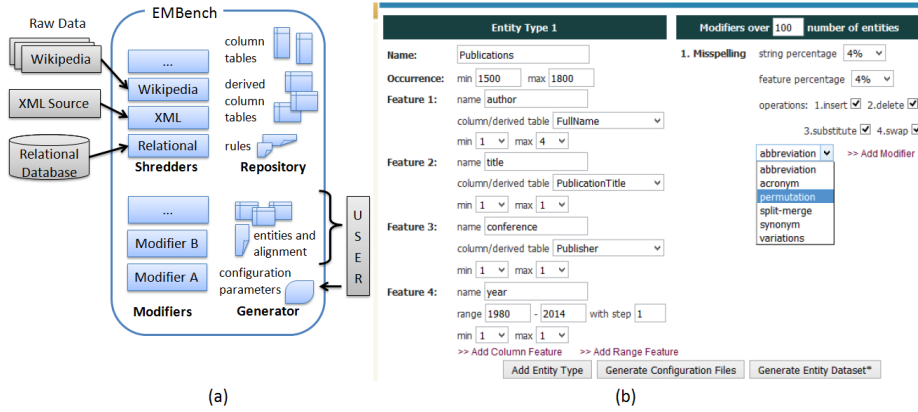 Raw Data
EMBench
Wikipedia
XML Source
Relational
Database
...
Wikipedia
XML
Relational
Shredders
column
tables
derived
column
tables
rules
Repository
...
Modifier B
Modifier A
Modifiers
entities and
alignment
configuration
parameters
Generator
U
S
E
R
(a)
Entity Type 1
Name: Publications
Occurrence: min 1500 max 1800
Feature 1: name author
column/derived table FullName
min 1 max 4
Feature 2: name title
column/derived table PublicationTitle
min 1 max 1
Feature 3: name conference
column/derived table Publisher
min 1 max 1
Feature 4: name year
range 1980 - 2014 with step 1
min 1 max 1
>> Add Column Feature >> Add Range Feature
Modifiers over 100 number of entities
1. Misspelling string percentage 4%
feature percentage 4%
operations: 1.insert 2.delete
3.substitute 4.swap
abbreviation >> Add Modifier
abbreviation
acronym
permutation
split-merge
synonym
variations
Add Entity Type Generate Configuration Files Generate Entity Dataset*
(b)